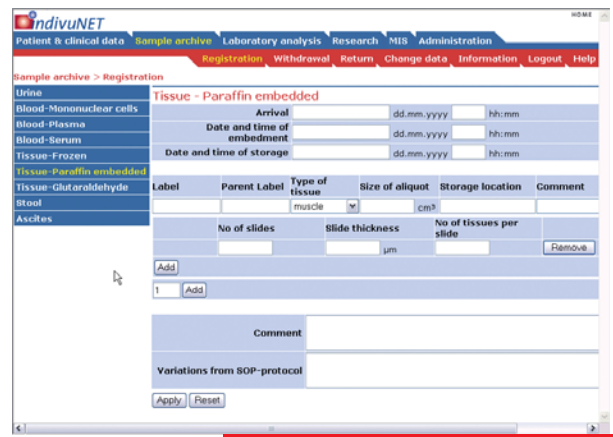 HOME
indivuNET
Patient & clinical data Sample archive Laboratory analysis Research MIS Administration
Registration Withdrawal Return Change data Information Logout Help
Sample archive > Registration
Urine
Blood-Mononuclear cells
Blood-Plasma
Blood-Serum
Tissue-Frozen
Tissue-Paraffin embedded
Tissue-Glutaraldehyde
Stool
Ascites
Tissue - Paraffin embedded
Arrival dd.mm.yyyy hh:mm
Date and time of embedment dd.mm.yyyy hh:mm
Date and time of storage dd.mm.yyyy hh:mm
Label Parent Label Type of tissue Size of aliquot Storage location Comment
muscle cm³
No of slides Slide thickness No of tissues per slide
µm Remove
Add
1 Add
Comment
Variations from SOP-protocol
Apply Reset